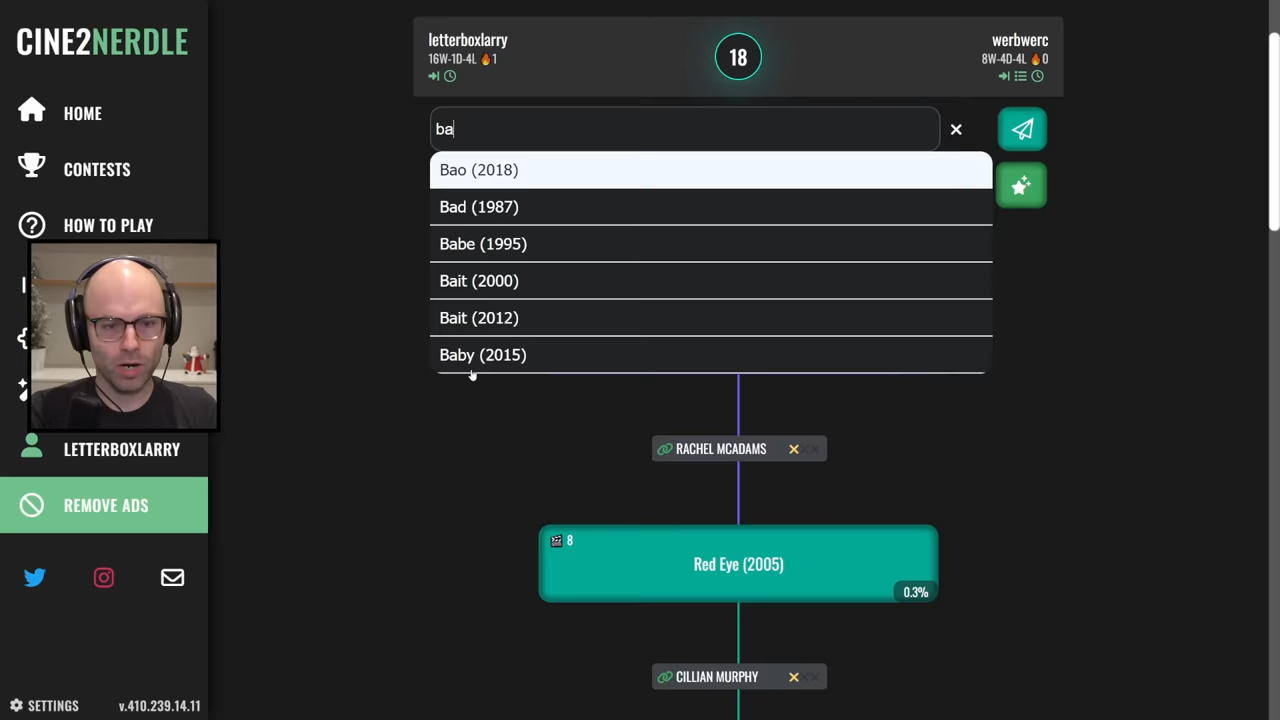 CINE2NERDLE
HOME
CONTESTS
HOW TO PLAY
LETTERBOXLARRY
REMOVE ADS
SETTINGS
v.410.239.14.11
letterboxlarry
16W-1D-4L 🔥1
18
werbwerc
8W-4D-4L 🔥0
ba
Bao (2018)
Bad (1987)
Babe (1995)
Bait (2000)
Bait (2012)
Baby (2015)
RACHEL MCADAMS
8
Red Eye (2005)
0.3%
CILLIAN MURPHY